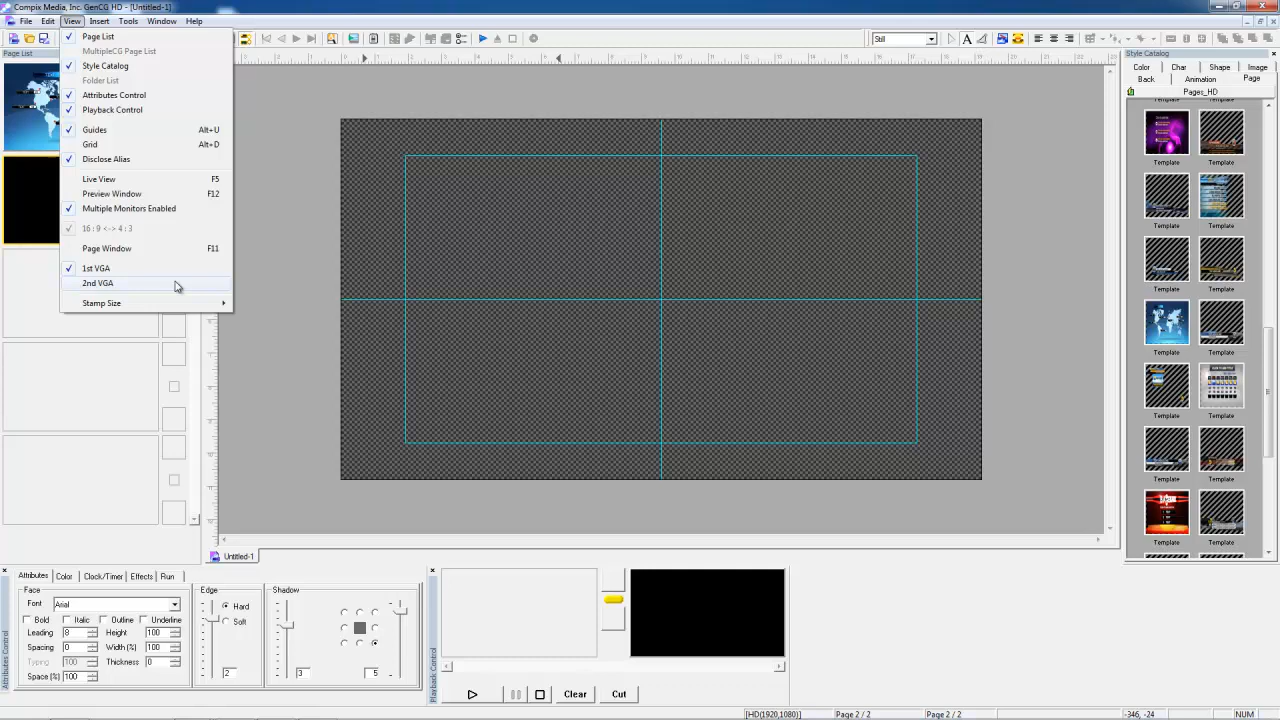 Compix Media, Inc. GenCG HD - [Untitled-1]
File Edit View Insert Tools Window Help
Still
Page List
Page List
MultipleCG Page List
Style Catalog
Folder List
Attributes Control
Playback Control
Guides Alt+U
Grid Alt+D
Disclose Alias
Live View F5
Preview Window F12
Multiple Monitors Enabled
16 : 9 <-> 4 : 3
Page Window F11
1st VGA
2nd VGA
Stamp Size
Style Catalog
Color Char Shape Image
Back Animation Page
Pages_HD
Template Template
Template Template
Template Template
Template Template
Template Template
Template Template
Template Template
Template Template
Untitled-1
Attributes Color Clock/Timer Effects Run
Face
Font Arial
Bold Italic Outline Underline
Leading 8 Height 100
Spacing 0 Width (%) 100
Typing 100 Thickness 0
Space (%) 100
Edge
Hard
Soft
2
Shadow
3 5
Attributes Control
Playback Control
Clear Cut
[HD(1920,1080)] Page 2 / 2 Page 2 / 2 -346, -24 NUM